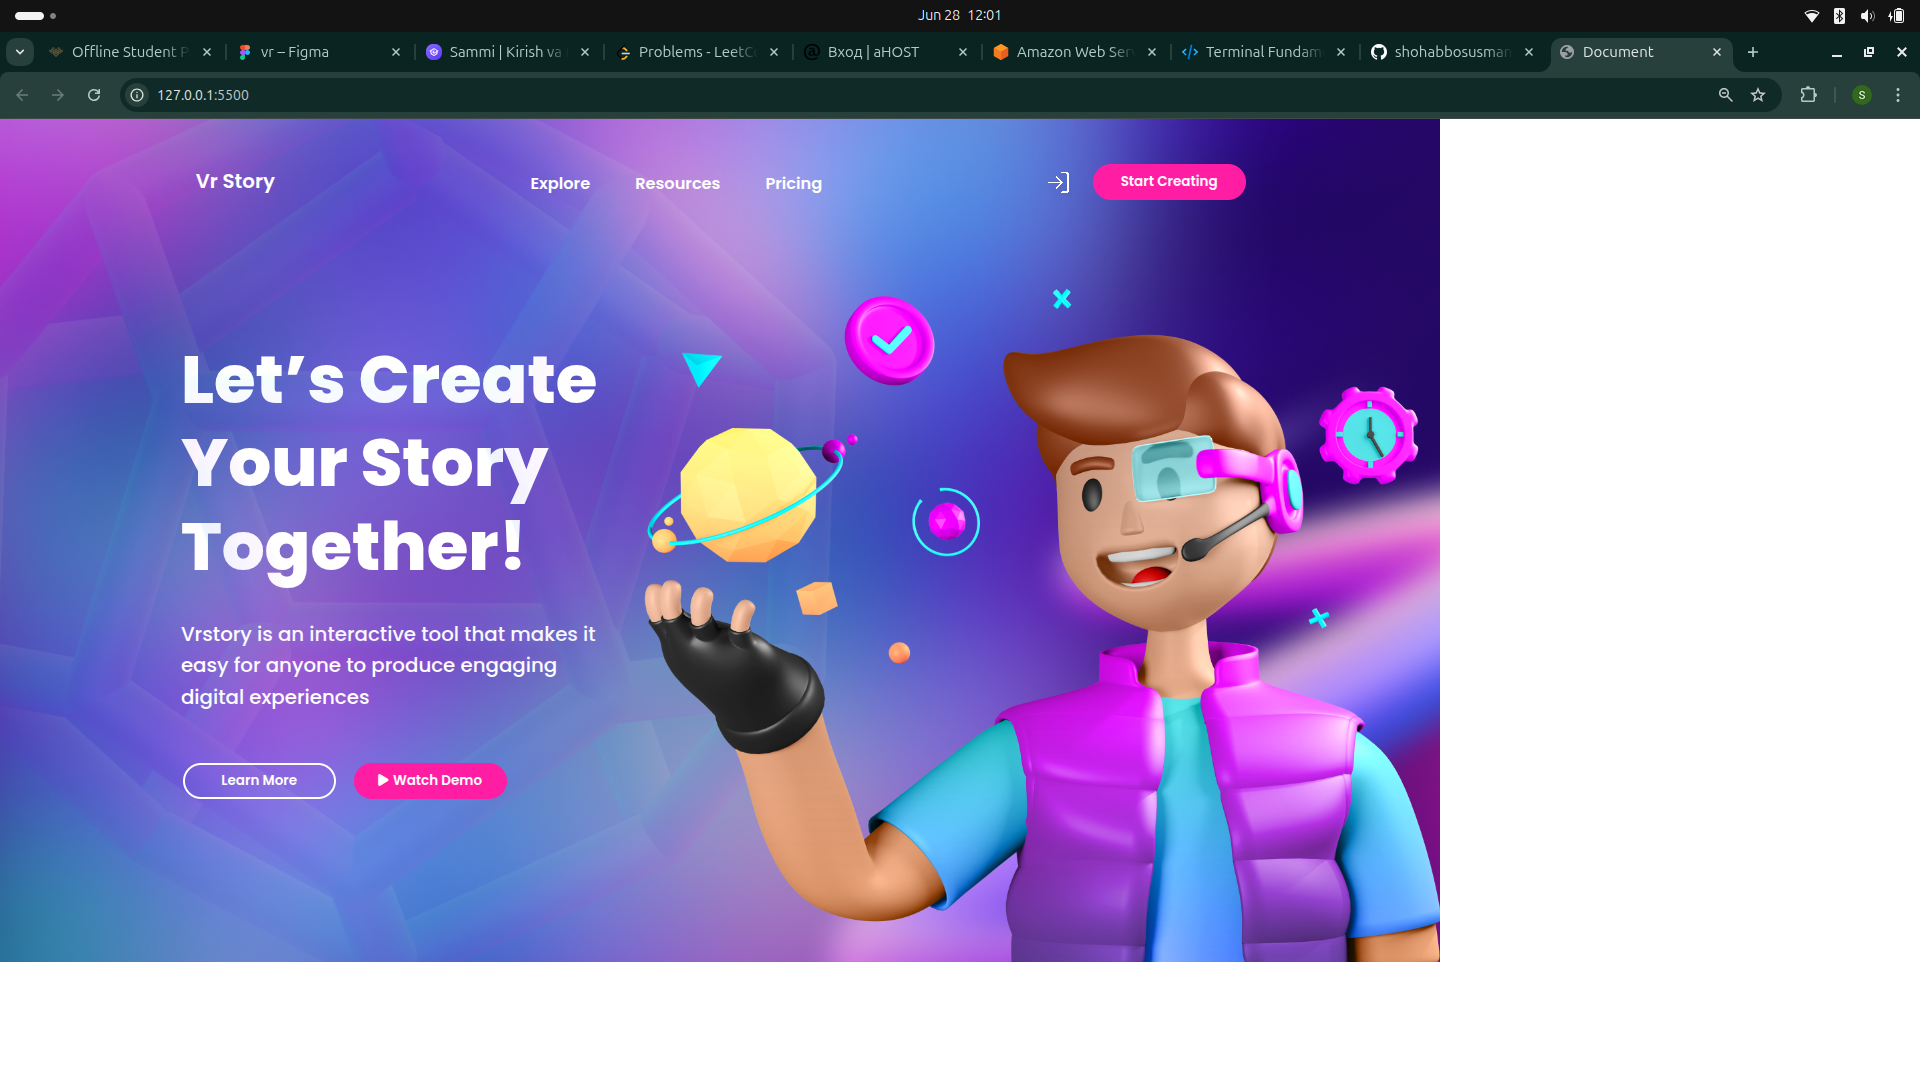 Jun 28 12:01
Offline Student P
vr – Figma
Sammi | Kirish va
Problems - LeetCo
Вход | aHOST
Amazon Web Serv
Terminal Fundam
shohabbosusman
Document
127.0.0.1:5500
S
Vr Story
Explore
Resources
Pricing
Start Creating
Let’s Create
Your Story
Together!
Vrstory is an interactive tool that makes it
easy for anyone to produce engaging
digital experiences
Learn More
Watch Demo